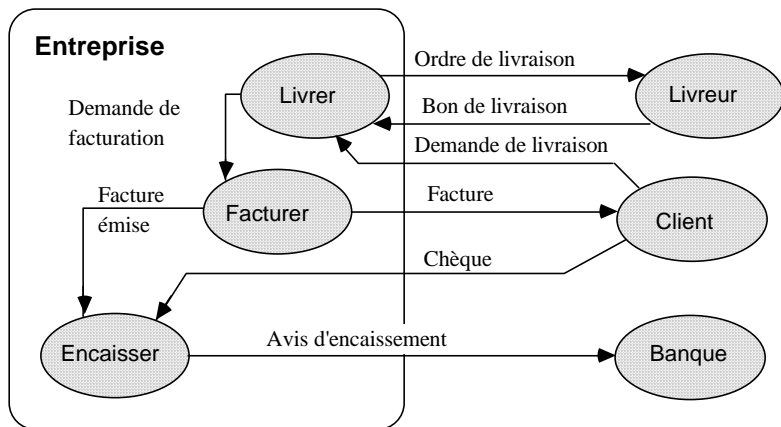 Entreprise
Ordre de livraison
Livrer
Livreur
Bon de livraison
Demande de
facturation
Demande de livraison
Facture
émise
Facturer
Facture
Client
Chèque
Avis d'encaissement
Encaisser
Banque